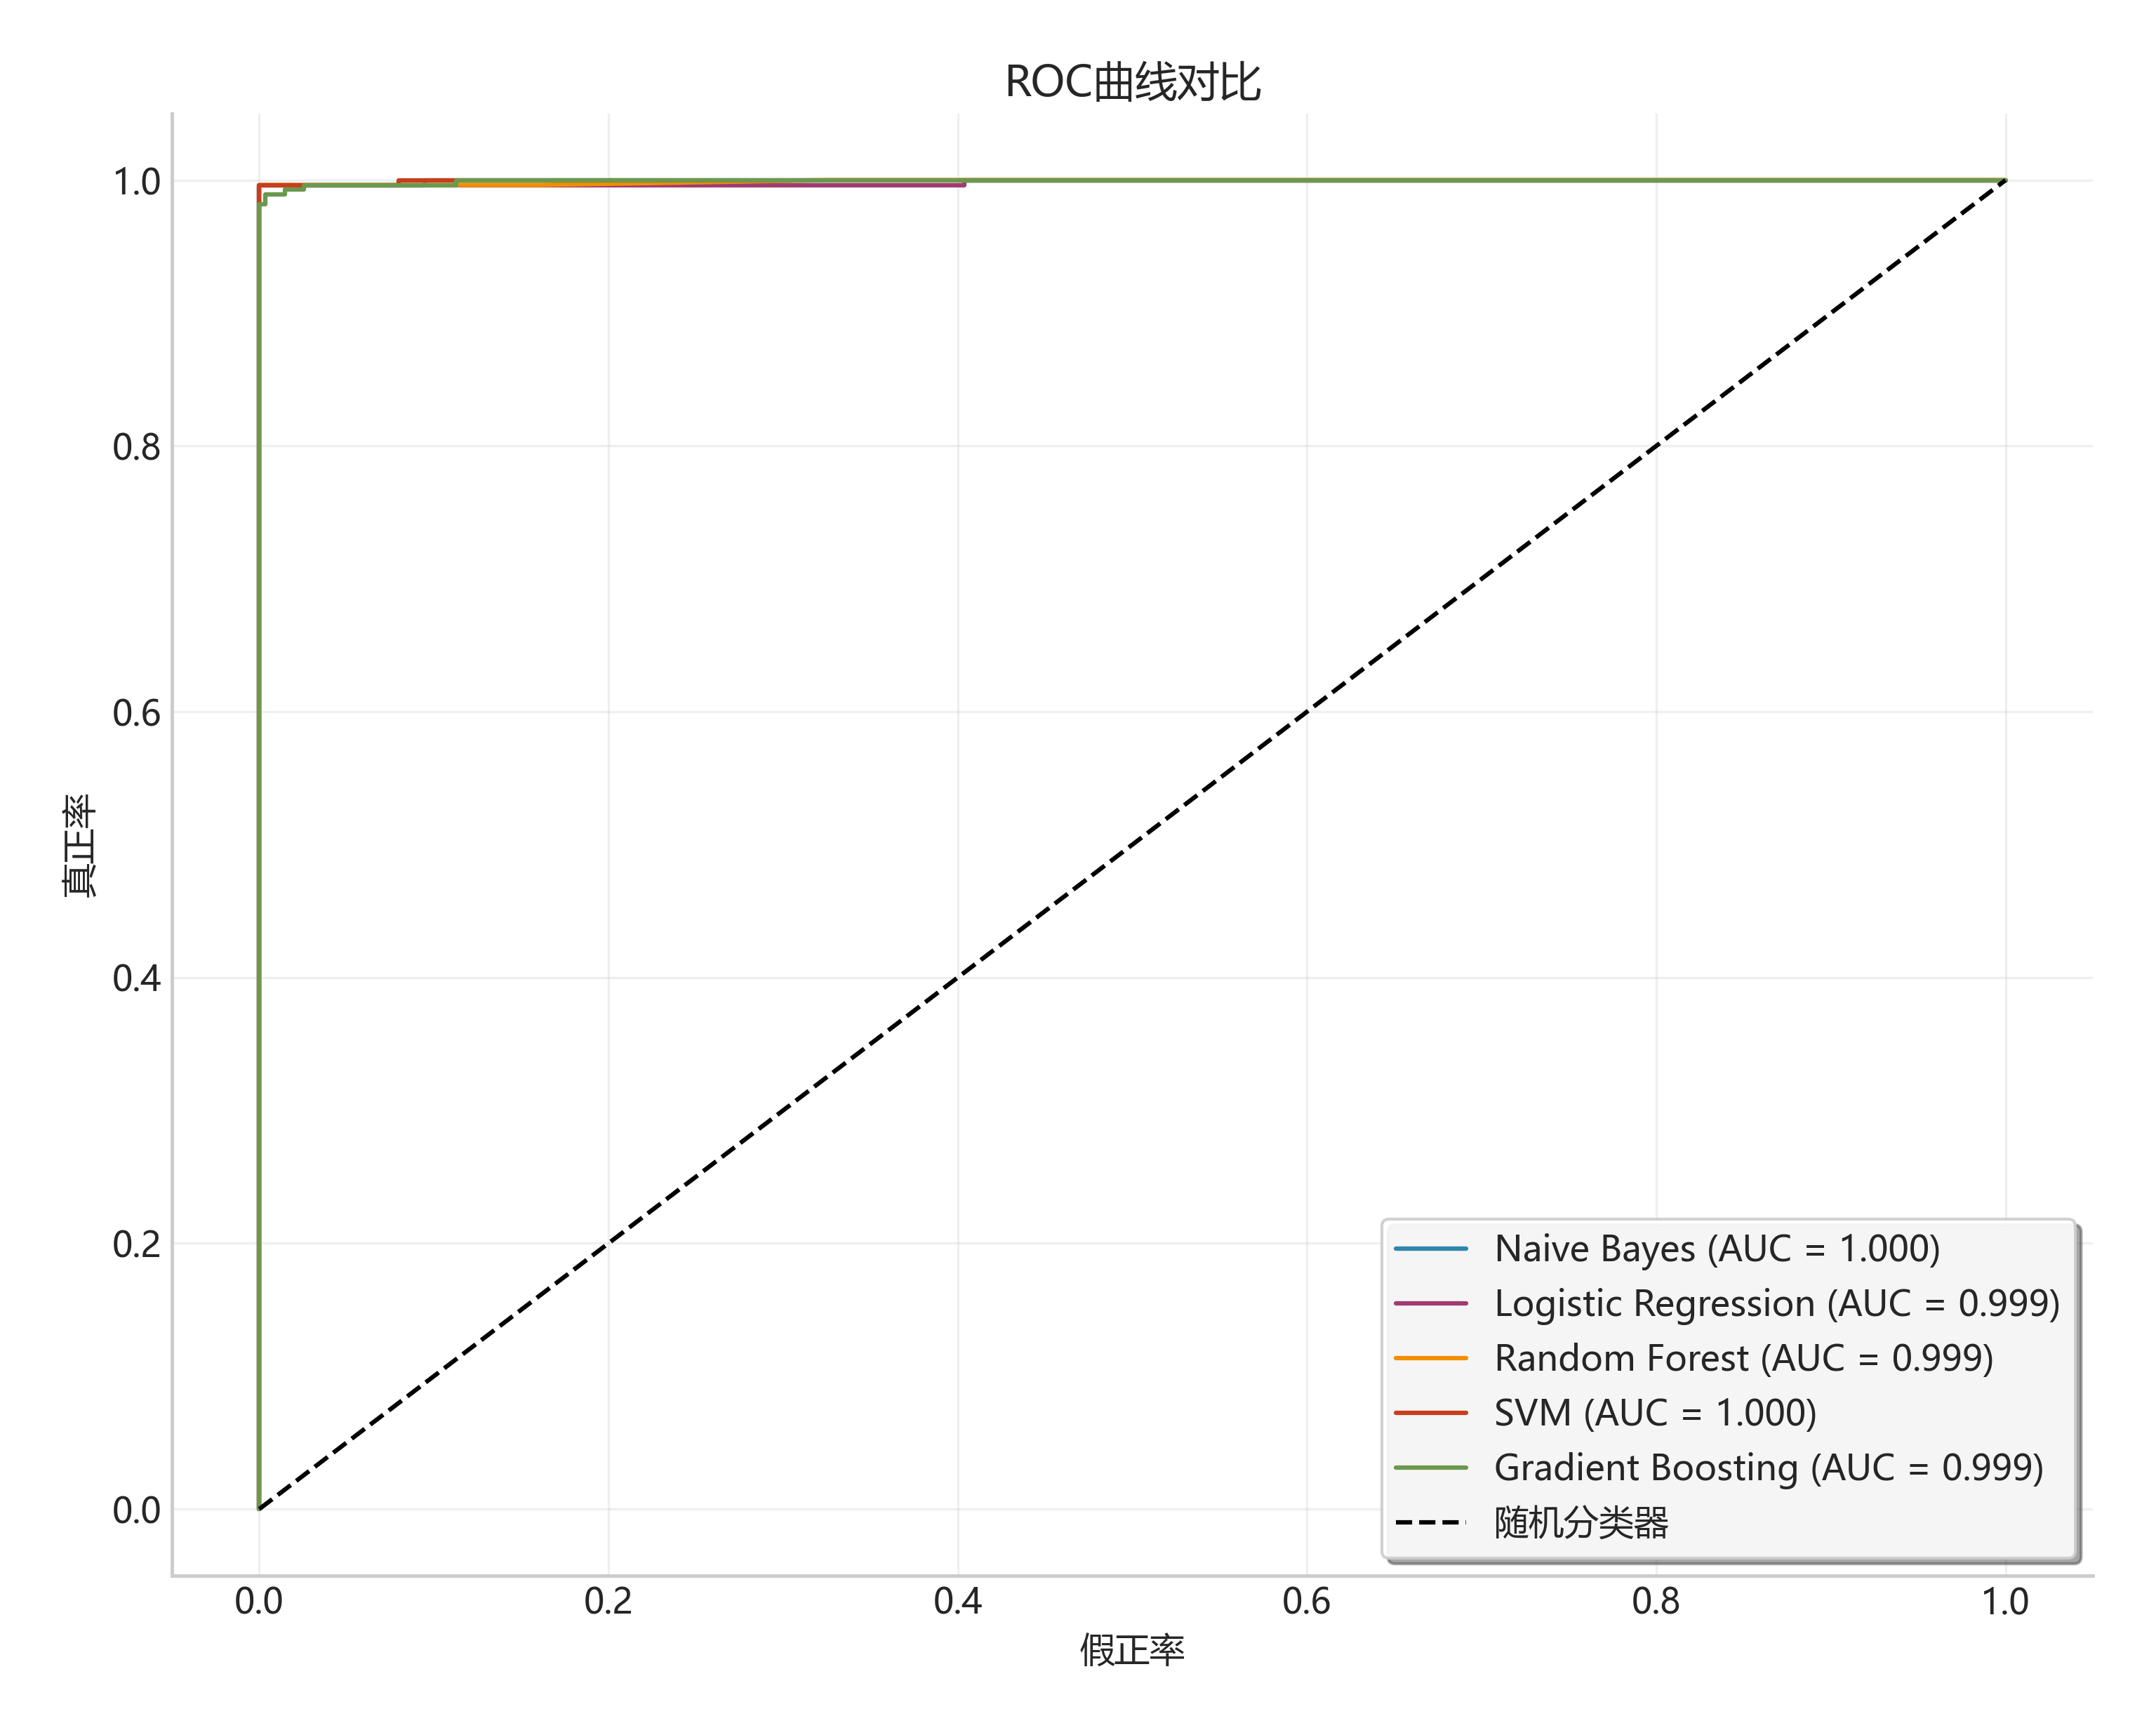 ROC曲线对比
1.0
0.8
0.6
0.4
0.2
0.0
真正率
0.0 0.2 0.4 0.6 0.8 1.0
假正率
Naive Bayes (AUC = 1.000)
Logistic Regression (AUC = 0.999)
Random Forest (AUC = 0.999)
SVM (AUC = 1.000)
Gradient Boosting (AUC = 0.999)
随机分类器